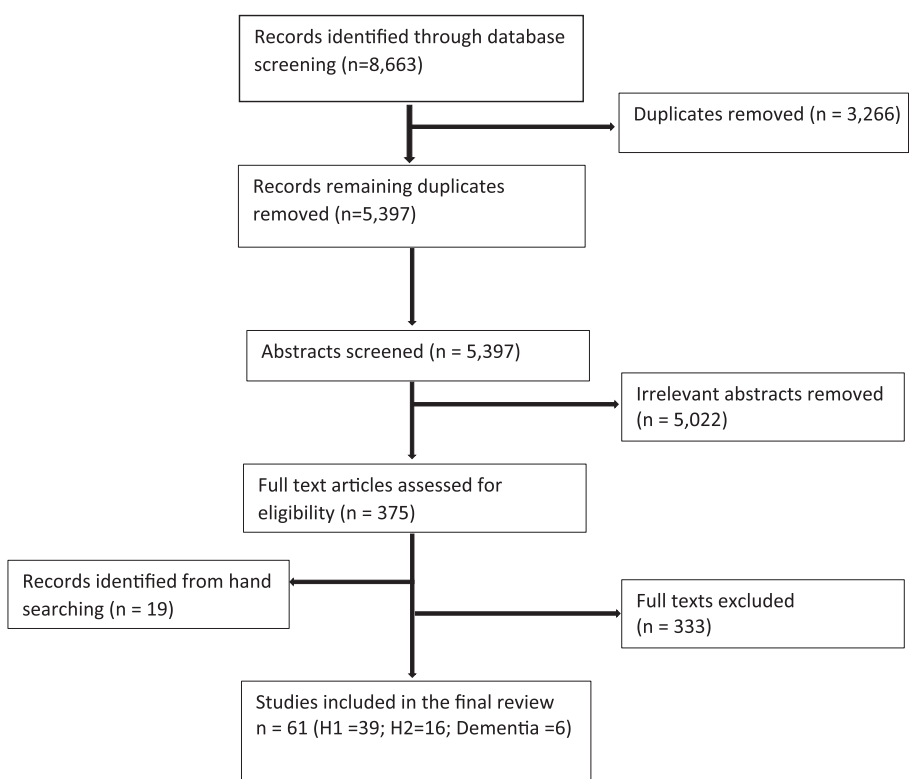 Records identified through database
screening (n=8,663)
Duplicates removed (n = 3,266)
Records remaining duplicates
removed (n=5,397)
Abstracts screened (n = 5,397)
Irrelevant abstracts removed
(n = 5,022)
Full text articles assessed for
eligibility (n = 375)
Records identified from hand
searching (n = 19)
Full texts excluded
(n = 333)
Studies included in the final review
n = 61 (H1 =39; H2=16; Dementia =6)